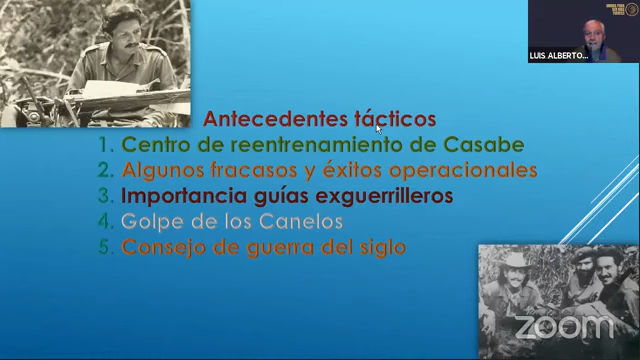 LUIS ALBERTO...
Antecedentes tácticos
1. Centro de reentrenamiento de Casabe
2. Algunos fracasos y éxitos operacionales
3. Importancia guías exguerrilleros
4. Golpe de los Canelos
5. Consejo de guerra del siglo
zoom